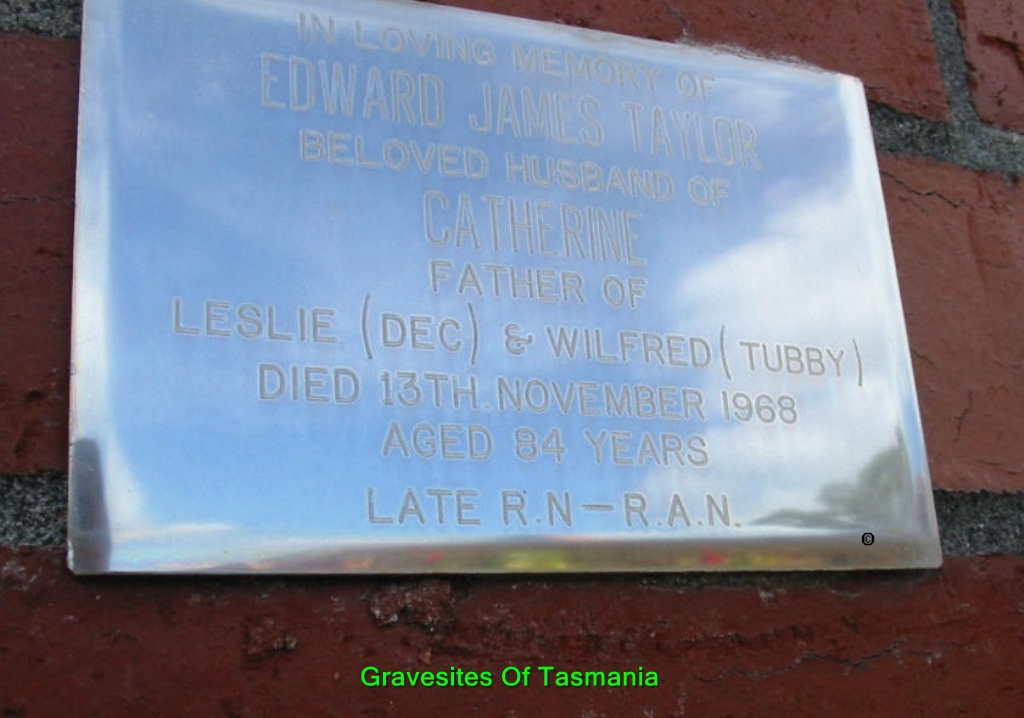 IN LOVING MEMORY OF
EDWARD JAMES TAYLOR
BELOVED HUSBAND OF
CATHERINE
FATHER OF
LESLIE (DEC) & WILFRED (TUBBY)
DIED 13TH. NOVEMBER 1968
AGED 84 YEARS
LATE R.N - R.A.N.
©
Gravesites Of Tasmania